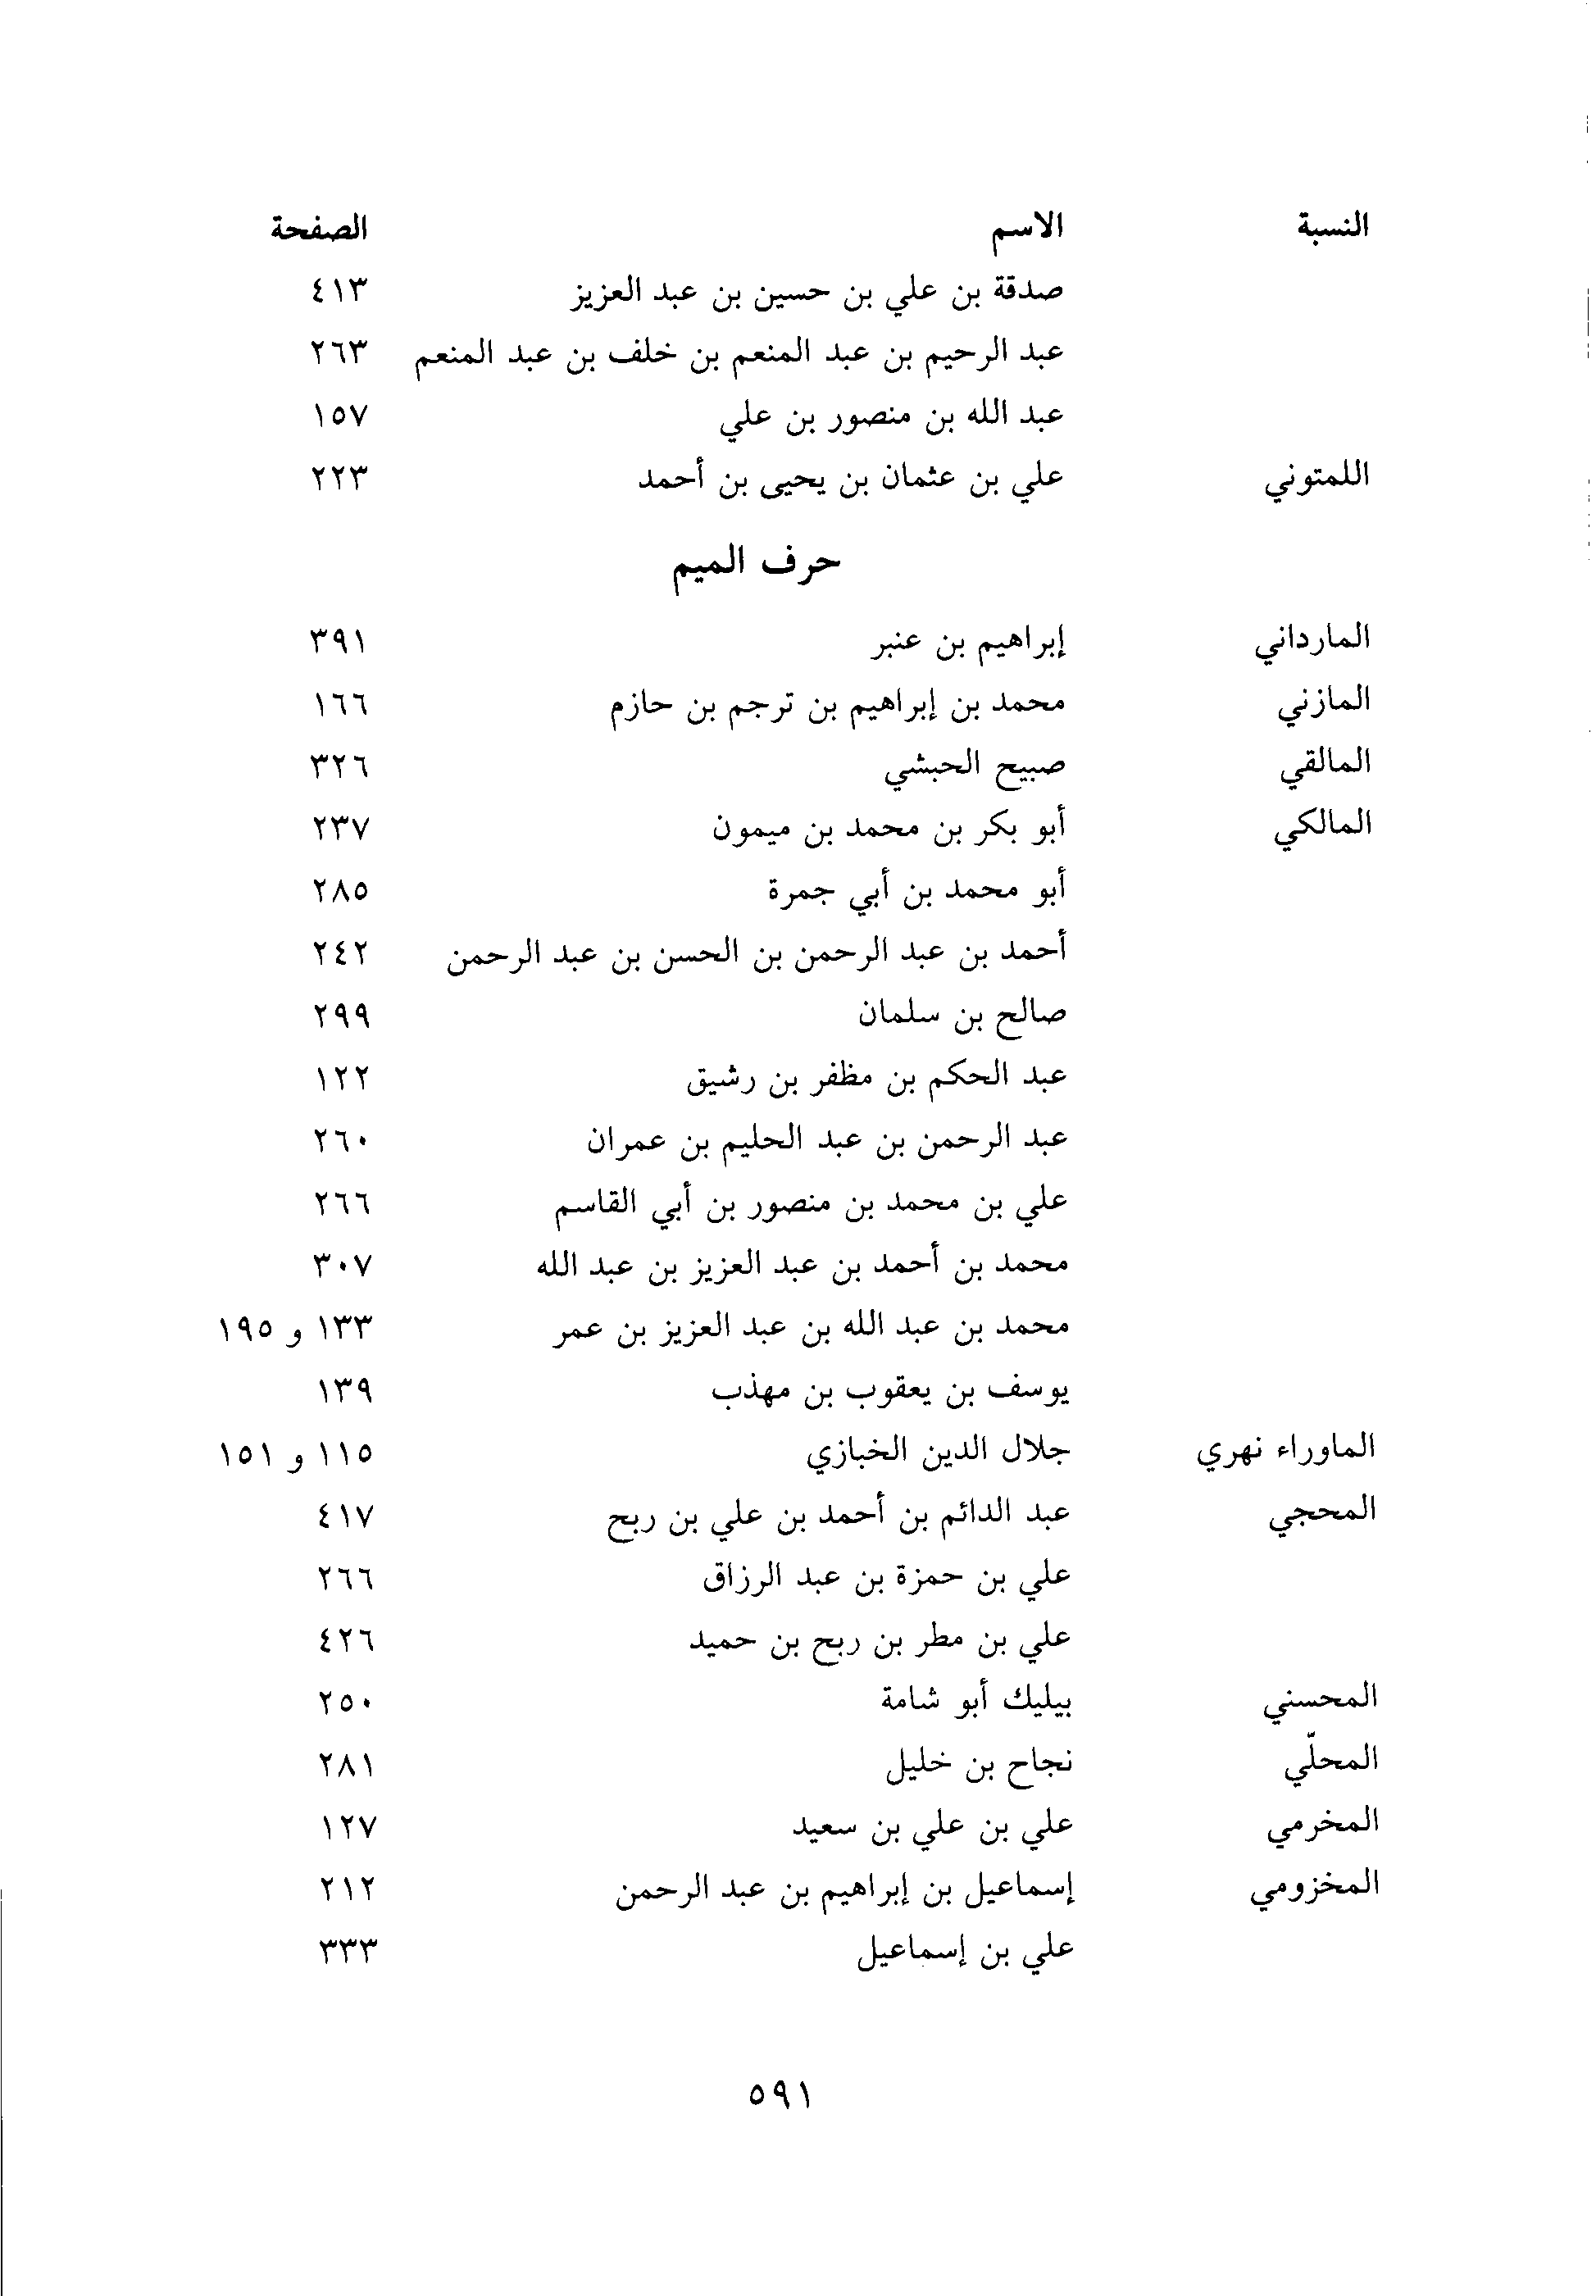 النسبة الاسم الصفحة
صدقة بن علي بن حسين بن عبد العزيز ٤١٣
عبد الرحيم بن عبد المنعم بن خلف بن عبد المنعم ٢٦٣
عبد الله بن منصور بن علي ١٥٧
اللمتوني علي بن عثمان بن يحيى بن أحمد ٢٢٣
حرف الميم
المارداني إبراهيم بن عنبر ٣٩١
المازني محمد بن إبراهيم بن ترجم بن حازم ١٦٦
المالقي صبيح الحبشي ٣٢٦
المالكي أبو بكر بن محمد بن ميمون ٢٣٧
أبو محمد بن أبي جمرة ٢٨٥
أحمد بن عبد الرحمن بن الحسن بن عبد الرحمن ٢٤٢
صالح بن سلمان ٢٩٩
عبد الحكم بن مظفر بن رشيق ١٢٢
عبد الرحمن بن عبد الحليم بن عمران ٢٦٠
علي بن محمد بن منصور بن أبي القاسم ٢٦٦
محمد بن أحمد بن عبد العزيز بن عبد الله ٣٠٧
محمد بن عبد الله بن عبد العزيز بن عمر ١٣٣ و ١٩٥
يوسف بن يعقوب بن مهذب ١٣٩
الماوراء نهري جلال الدين الخبازي ١١٥ و ١٥١
المحجي عبد الدائم بن أحمد بن علي بن ربح ٤١٧
علي بن حمزة بن عبد الرزاق ٢٦٦
علي بن مطر بن ربح بن حميد ٤٢٦
المحسني بيليك أبو شامة ٢٥٠
المحلّي نجاح بن خليل ٢٨١
المخرمي علي بن علي بن سعيد ١٢٧
المخزومي إسماعيل بن إبراهيم بن عبد الرحمن ٢١٢
علي بن إسماعيل ٣٣٣
٥٩١